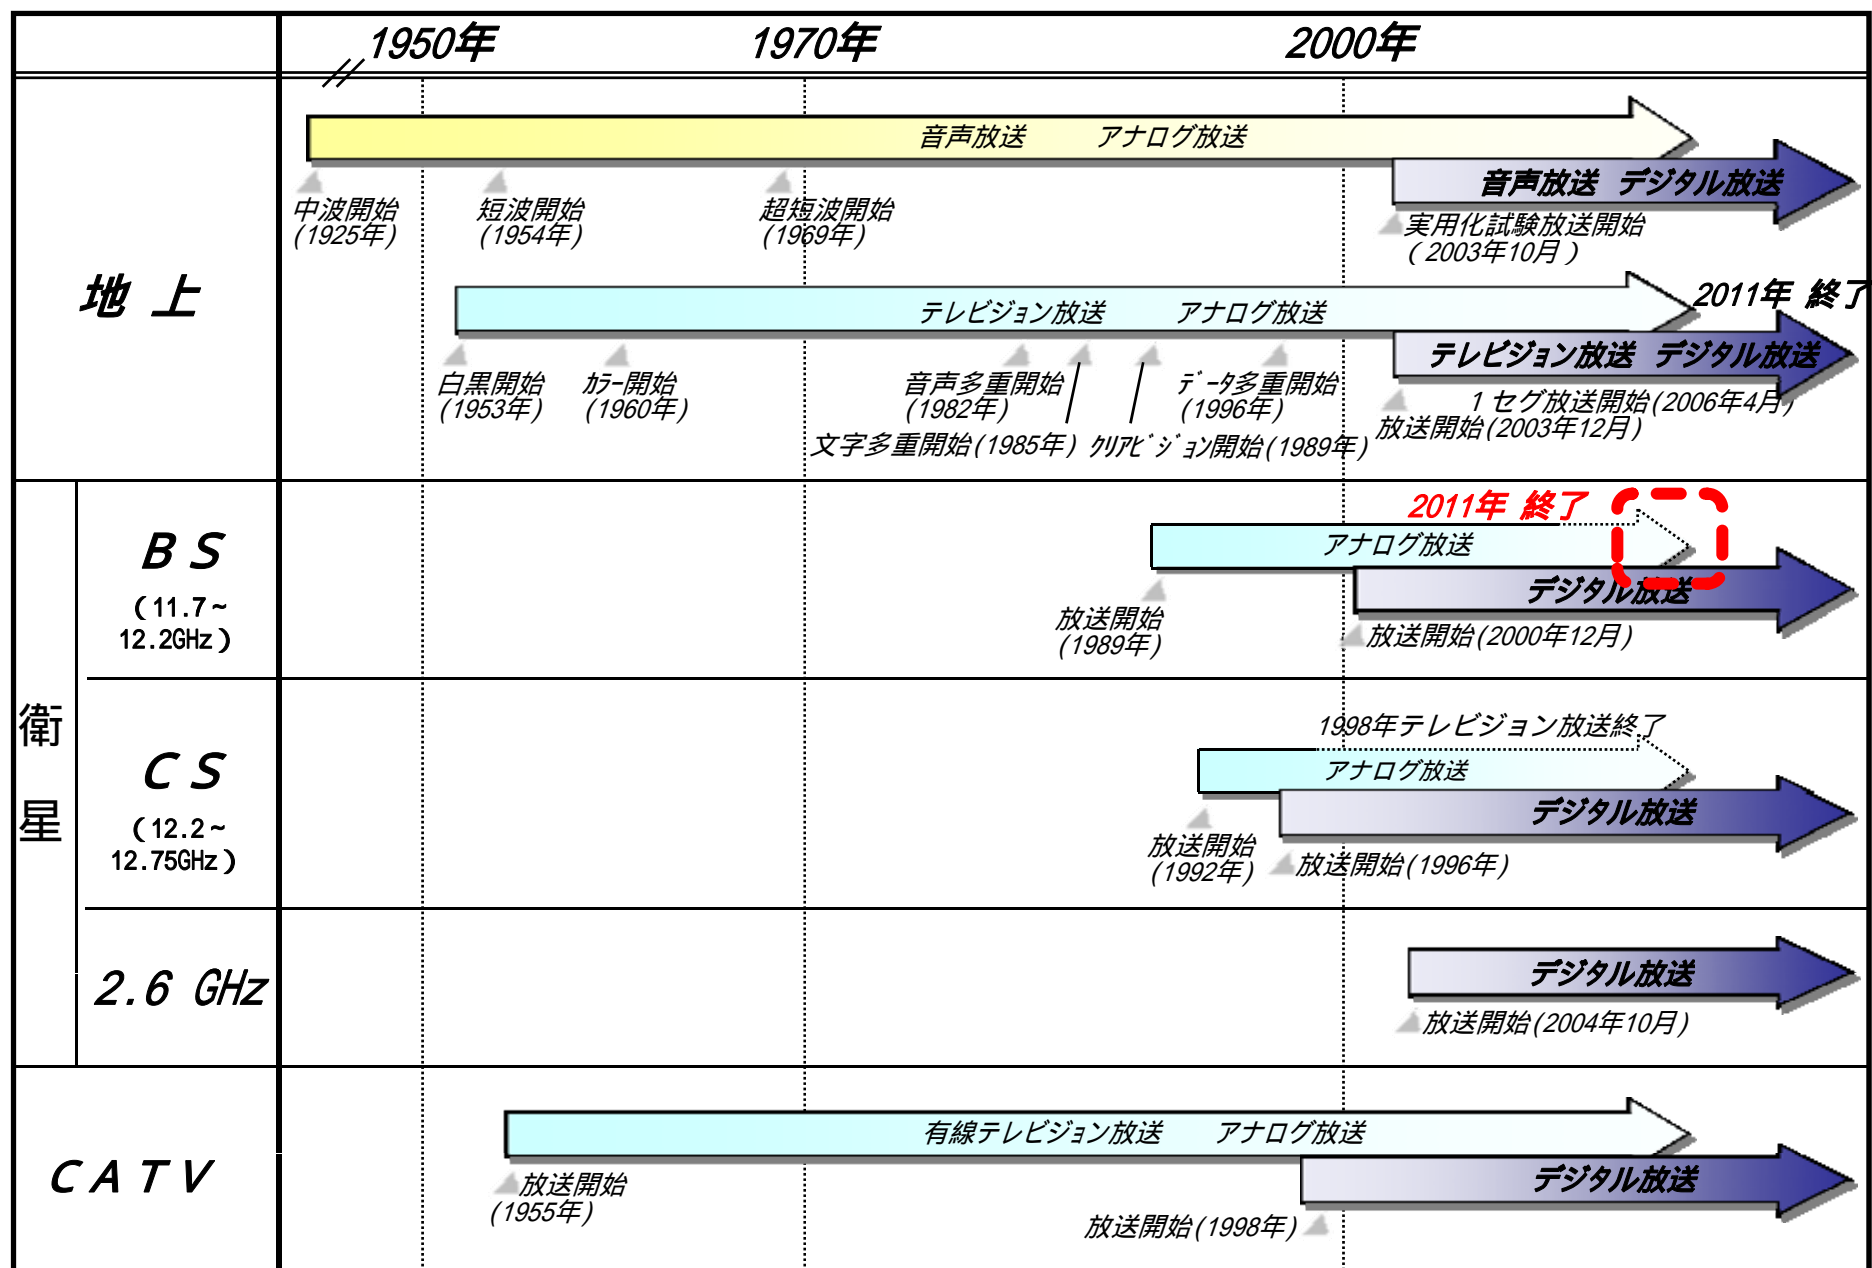 1950年 1970年 2000年
音声放送 アナログ放送
音声放送 デジタル放送
中波開始
(1925年)
短波開始
(1954年)
超短波開始
(1969年)
実用化試験放送開始
(2003年10月)
地 上
2011年 終了
テレビジョン放送 アナログ放送
テレビジョン放送 デジタル放送
白黒開始
(1953年)
ｶﾗｰ開始
(1960年)
音声多重開始
(1982年)
ﾃﾞｰﾀ多重開始
(1996年)
1セグ放送開始(2006年4月)
放送開始(2003年12月)
文字多重開始(1985年)
ｸﾘｱﾋﾞｼﾞｮﾝ開始(1989年)
衛星
BS
(11.7~
12.2GHz)
2011年 終了
アナログ放送
デジタル放送
放送開始
(1989年)
放送開始(2000年12月)
CS
(12.2~
12.75GHz)
1998年テレビジョン放送終了
アナログ放送
デジタル放送
放送開始
(1992年)
放送開始(1996年)
2.6 GHz
デジタル放送
放送開始(2004年10月)
CATV
有線テレビジョン放送 アナログ放送
デジタル放送
放送開始
(1955年)
放送開始(1998年)